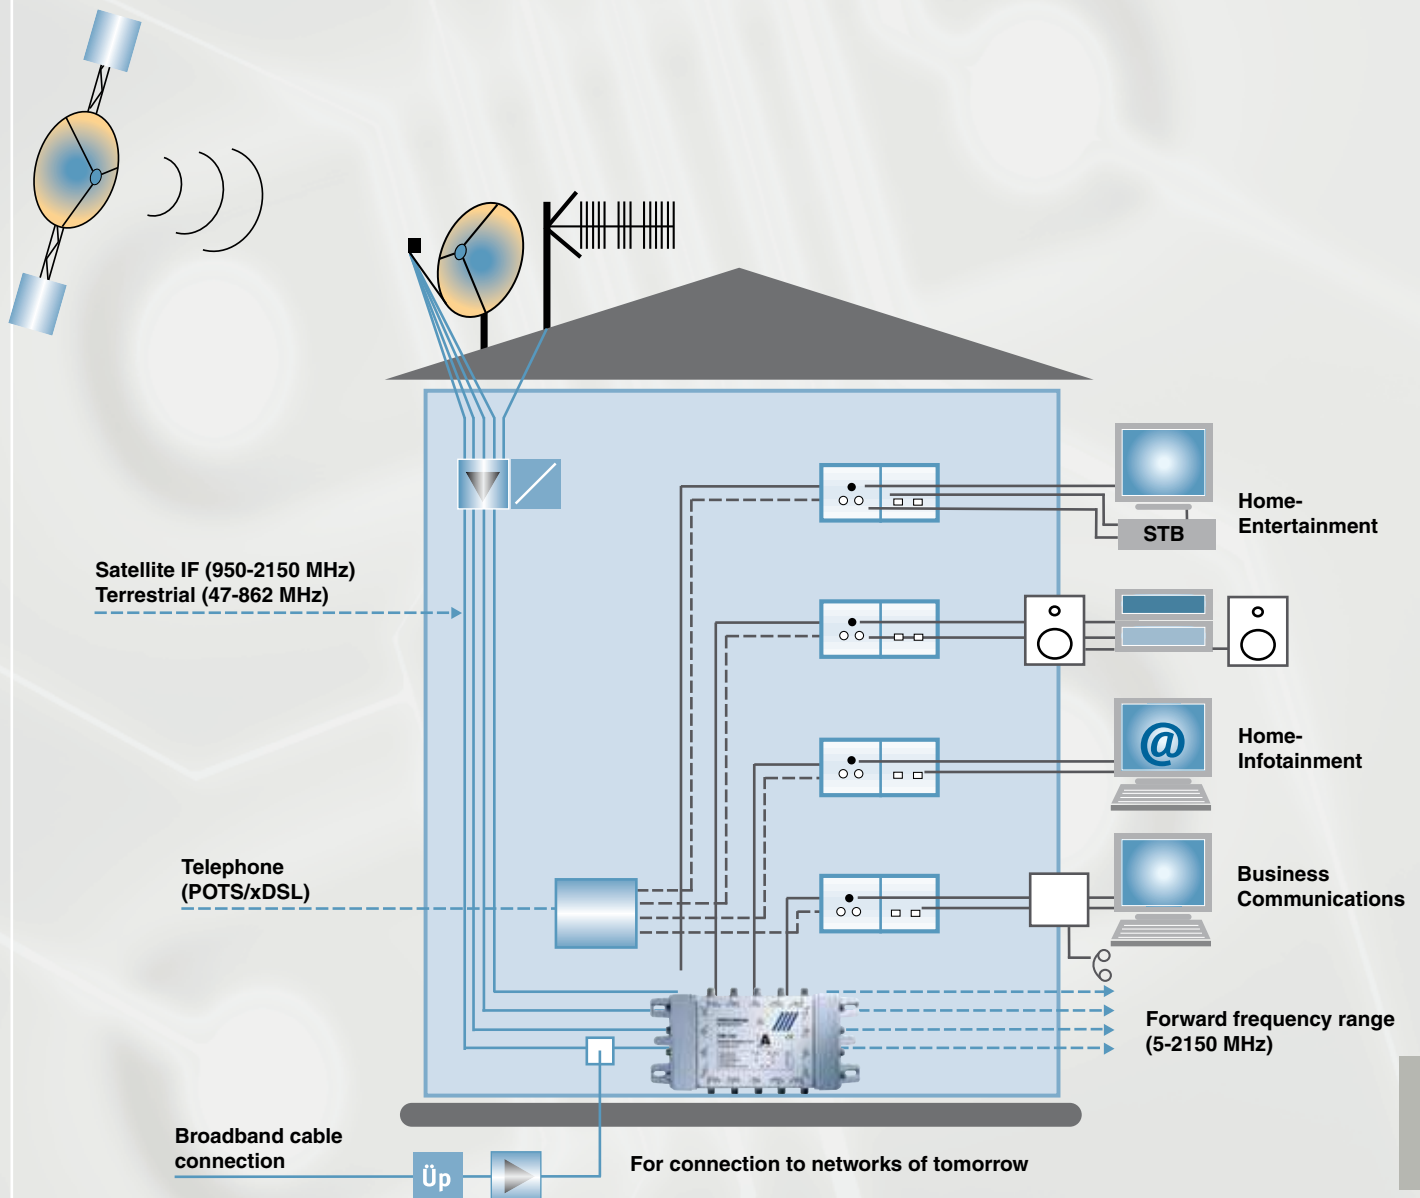 STB
Home-
Entertainment
Satellite IF (950-2150 MHz)
Terrestrial (47-862 MHz)
@
Home-
Infotainment
Telephone
(POTS/xDSL)
Business
Communications
Forward frequency range
(5-2150 MHz)
Broadband cable
connection
Üp
For connection to networks of tomorrow